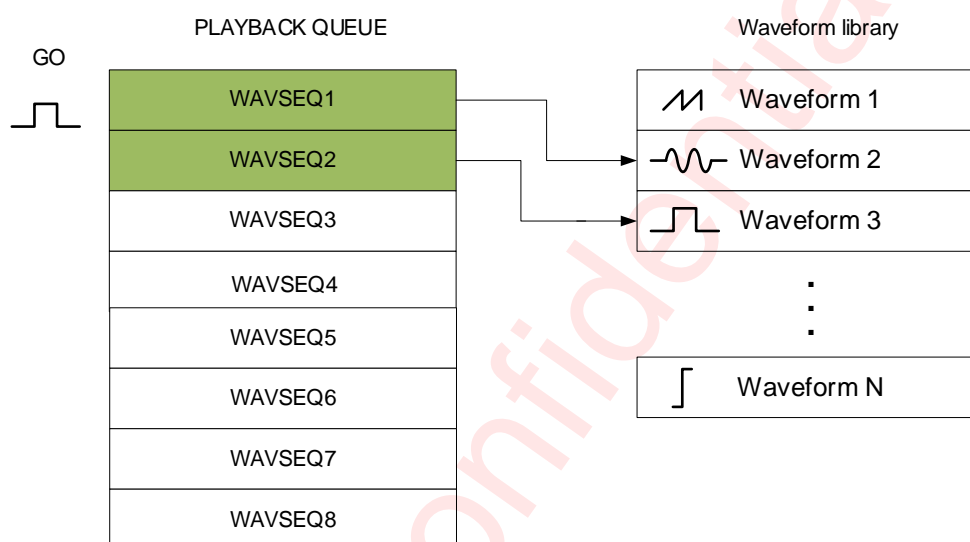 PLAYBACK QUEUE
Waveform library
GO
WAVSEQ1
WAVSEQ2
WAVSEQ3
WAVSEQ4
WAVSEQ5
WAVSEQ6
WAVSEQ7
WAVSEQ8
Waveform 1
Waveform 2
Waveform 3
Waveform N
onfidential